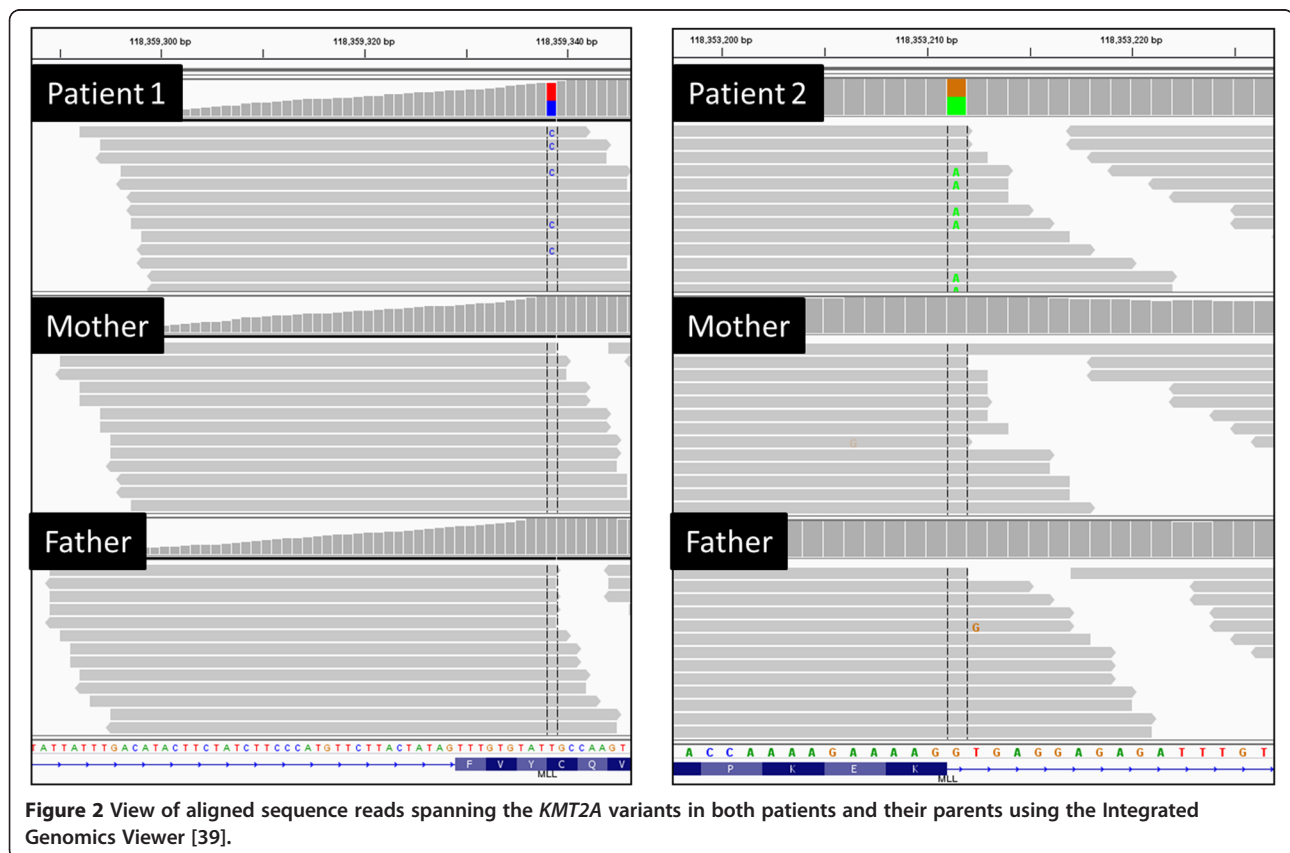 118,359,300 bp 118,359,320 bp 118,359,340 bp
Patient 1
C
C
C
C
C
Mother
Father
TATTATTTGACATACTTCTATCTTCCCATGTTCTTACTATAGTTTGTGTATTGCCAAGT
F V Y C Q V
MLL
118,353,200 bp 118,353,210 bp 118,353,220 bp
Patient 2
A
A
A
A
A
A
Mother
G
Father
G
A C C A A A A G A A A A G G T G A G G A G A G A T T T G T
P K E K
MLL
Figure 2 View of aligned sequence reads spanning the KMT2A variants in both patients and their parents using the Integrated
Genomics Viewer [39].